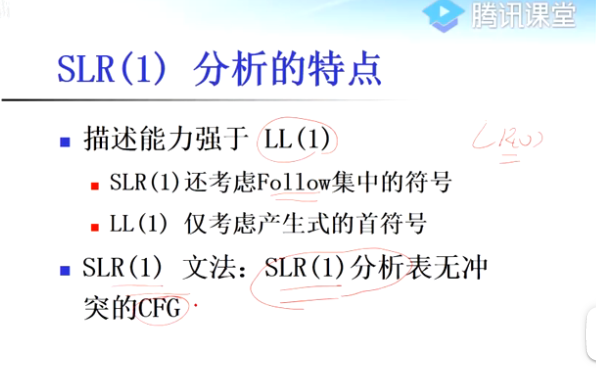 腾讯课堂
SLR(1) 分析的特点
描述能力强于 LL(1)
LR(0)
SLR(1)还考虑Follow集中的符号
LL(1) 仅考虑产生式的首符号
SLR(1) 文法：SLR(1)分析表无冲
突的CFG